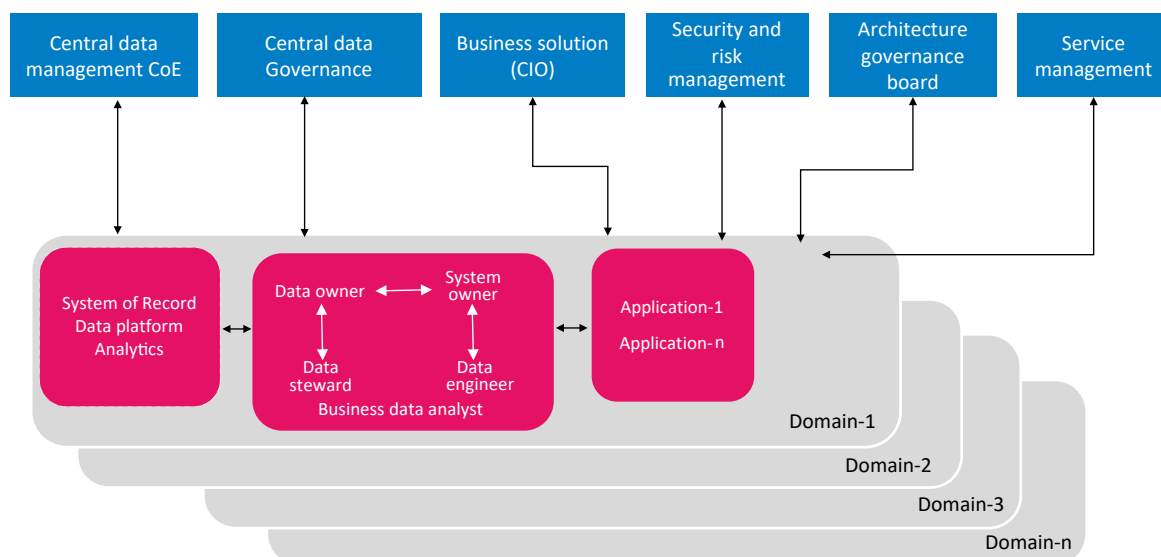 Central data
management CoE
Central data
Governance
Business solution
(CIO)
Security and
risk
management
Architecture
governance
board
Service
management
System of Record
Data platform
Analytics
Data owner
System
owner
Data
steward
Data
engineer
Business data analyst
Application-1
Application-n
Domain-1
Domain-2
Domain-3
Domain-n